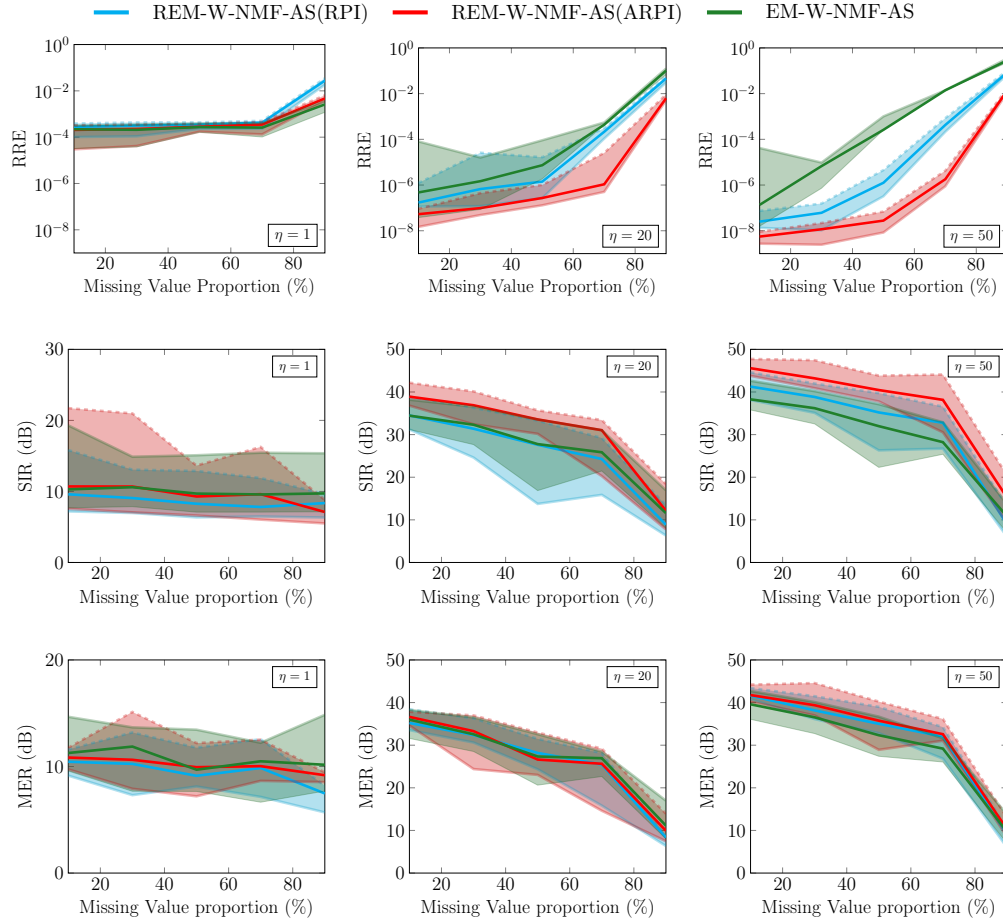 REM-W-NMF-AS(RPI) REM-W-NMF-AS(ARPI) EM-W-NMF-AS
10^0
10^−2
10^−4
10^−6
10^−8
RRE
η = 1
20 40 60 80
Missing Value Proportion (%)
10^0
10^−2
10^−4
10^−6
10^−8
RRE
η = 20
20 40 60 80
Missing Value Proportion (%)
10^0
10^−2
10^−4
10^−6
10^−8
RRE
η = 50
20 40 60 80
Missing Value Proportion (%)
30
20
10
0
SIR (dB)
η = 1
20 40 60 80
Missing Value proportion (%)
50
40
30
20
10
0
SIR (dB)
η = 20
20 40 60 80
Missing Value proportion (%)
50
40
30
20
10
0
SIR (dB)
η = 50
20 40 60 80
Missing Value proportion (%)
20
10
0
MER (dB)
η = 1
20 40 60 80
Missing Value Proportion (%)
50
40
30
20
10
0
MER (dB)
η = 20
20 40 60 80
Missing Value Proportion (%)
50
40
30
20
10
0
MER (dB)
η = 50
20 40 60 80
Missing Value Proportion (%)